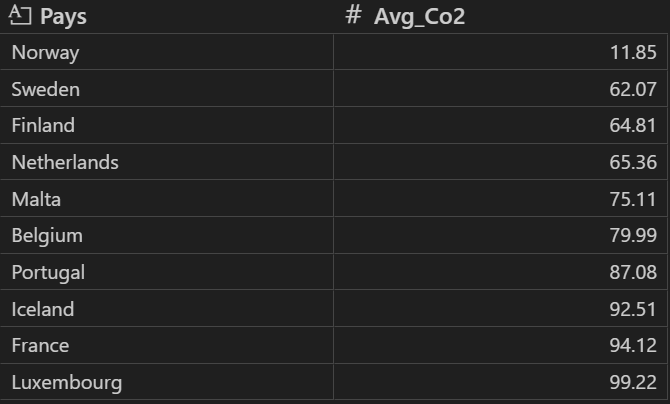 Pays # Avg_Co2
Norway 11.85
Sweden 62.07
Finland 64.81
Netherlands 65.36
Malta 75.11
Belgium 79.99
Portugal 87.08
Iceland 92.51
France 94.12
Luxembourg 99.22